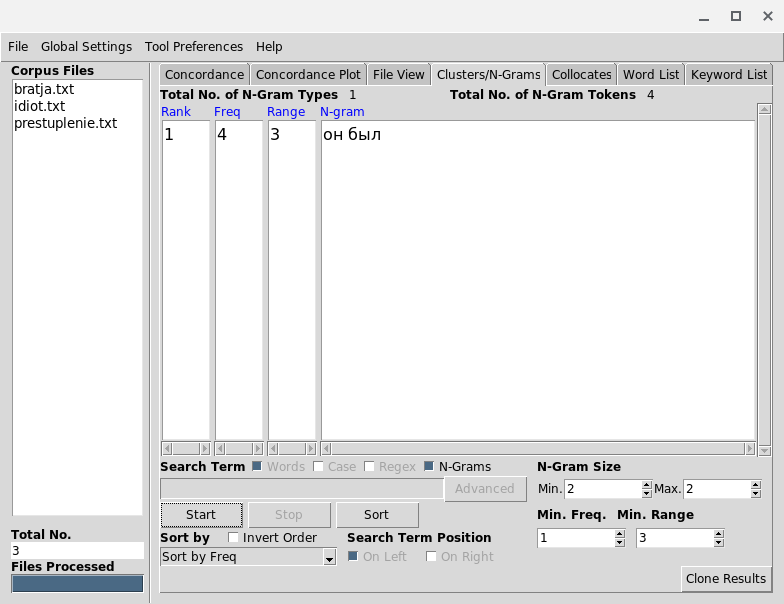 File Global Settings Tool Preferences Help
Corpus Files
bratja.txt
idiot.txt
prestuplenie.txt
Total No.
3
Files Processed
Concordance Concordance Plot File View Clusters/N-Grams Collocates Word List Keyword List
Total No. of N-Gram Types 1 Total No. of N-Gram Tokens 4
Rank Freq Range N-gram
1 4 3 он был
Search Term Words Case Regex N-Grams
Advanced
Start Stop Sort
Sort by Invert Order Search Term Position
Sort by Freq On Left On Right
N-Gram Size
Min. 2 Max. 2
Min. Freq. Min. Range
1 3
Clone Results